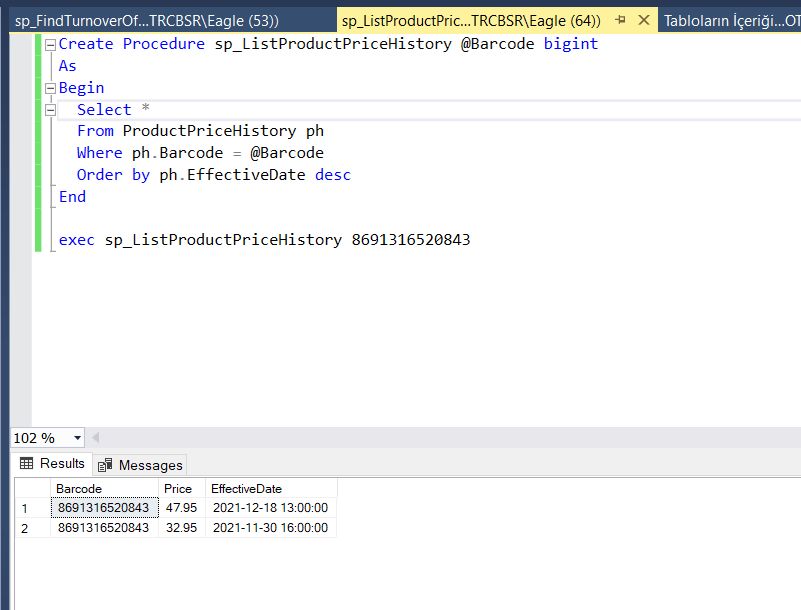 sp_FindTurnoverOf...TRCBSR\Eagle (53))
sp_ListProductPric...TRCBSR\Eagle (64))
Tabloların İçeriği...OT
Create Procedure sp_ListProductPriceHistory @Barcode bigint
As
Begin
Select *
From ProductPriceHistory ph
Where ph.Barcode = @Barcode
Order by ph.EffectiveDate desc
End
exec sp_ListProductPriceHistory 8691316520843
102 %
Results
Messages
Barcode Price EffectiveDate
1 8691316520843 47.95 2021-12-18 13:00:00
2 8691316520843 32.95 2021-11-30 16:00:00